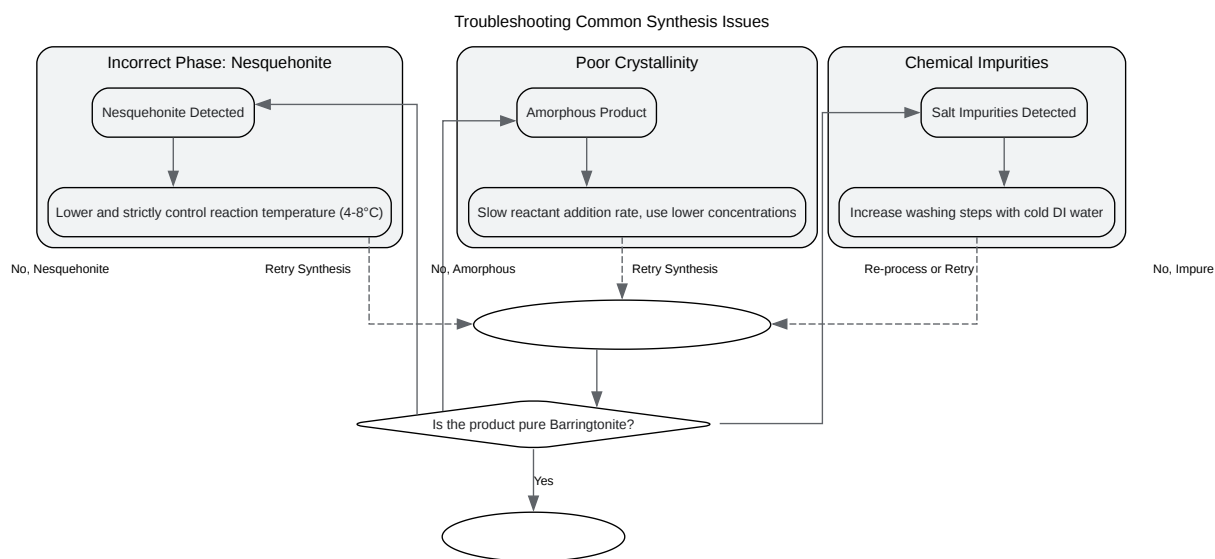 Troubleshooting Common Synthesis Issues
Incorrect Phase: Nesquehonite
Poor Crystallinity
Chemical Impurities
Nesquehonite Detected
Amorphous Product
Salt Impurities Detected
Lower and strictly control reaction temperature (4-8°C)
Slow reactant addition rate, use lower concentrations
Increase washing steps with cold DI water
No, Nesquehonite
Retry Synthesis
No, Amorphous
Retry Synthesis
Re-process or Retry
No, Impure
Is the product pure Barringtonite?
Yes